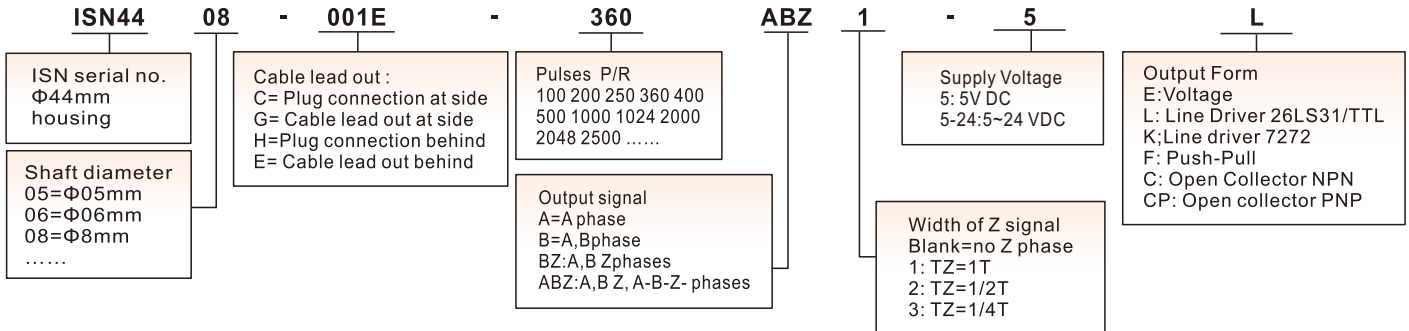 ISN44 08 - 001E - 360 ABZ 1 - 5 L
ISN serial no.
Φ44mm
housing
Shaft diameter
05=Φ05mm
06=Φ06mm
08=Φ8mm
......
Cable lead out :
C= Plug connection at side
G= Cable lead out at side
H=Plug connection behind
E= Cable lead out behind
Pulses P/R
100 200 250 360 400
500 1000 1024 2000
2048 2500 ......
Output signal
A=A phase
B=A,Bphase
BZ:A,B Zphases
ABZ:A,B Z, A-B-Z- phases
Supply Voltage
5: 5V DC
5-24:5~24 VDC
Width of Z signal
Blank=no Z phase
1: TZ=1T
2: TZ=1/2T
3: TZ=1/4T
Output Form
E:Voltage
L: Line Driver 26LS31/TTL
K;Line driver 7272
F: Push-Pull
C: Open Collector NPN
CP: Open collector PNP